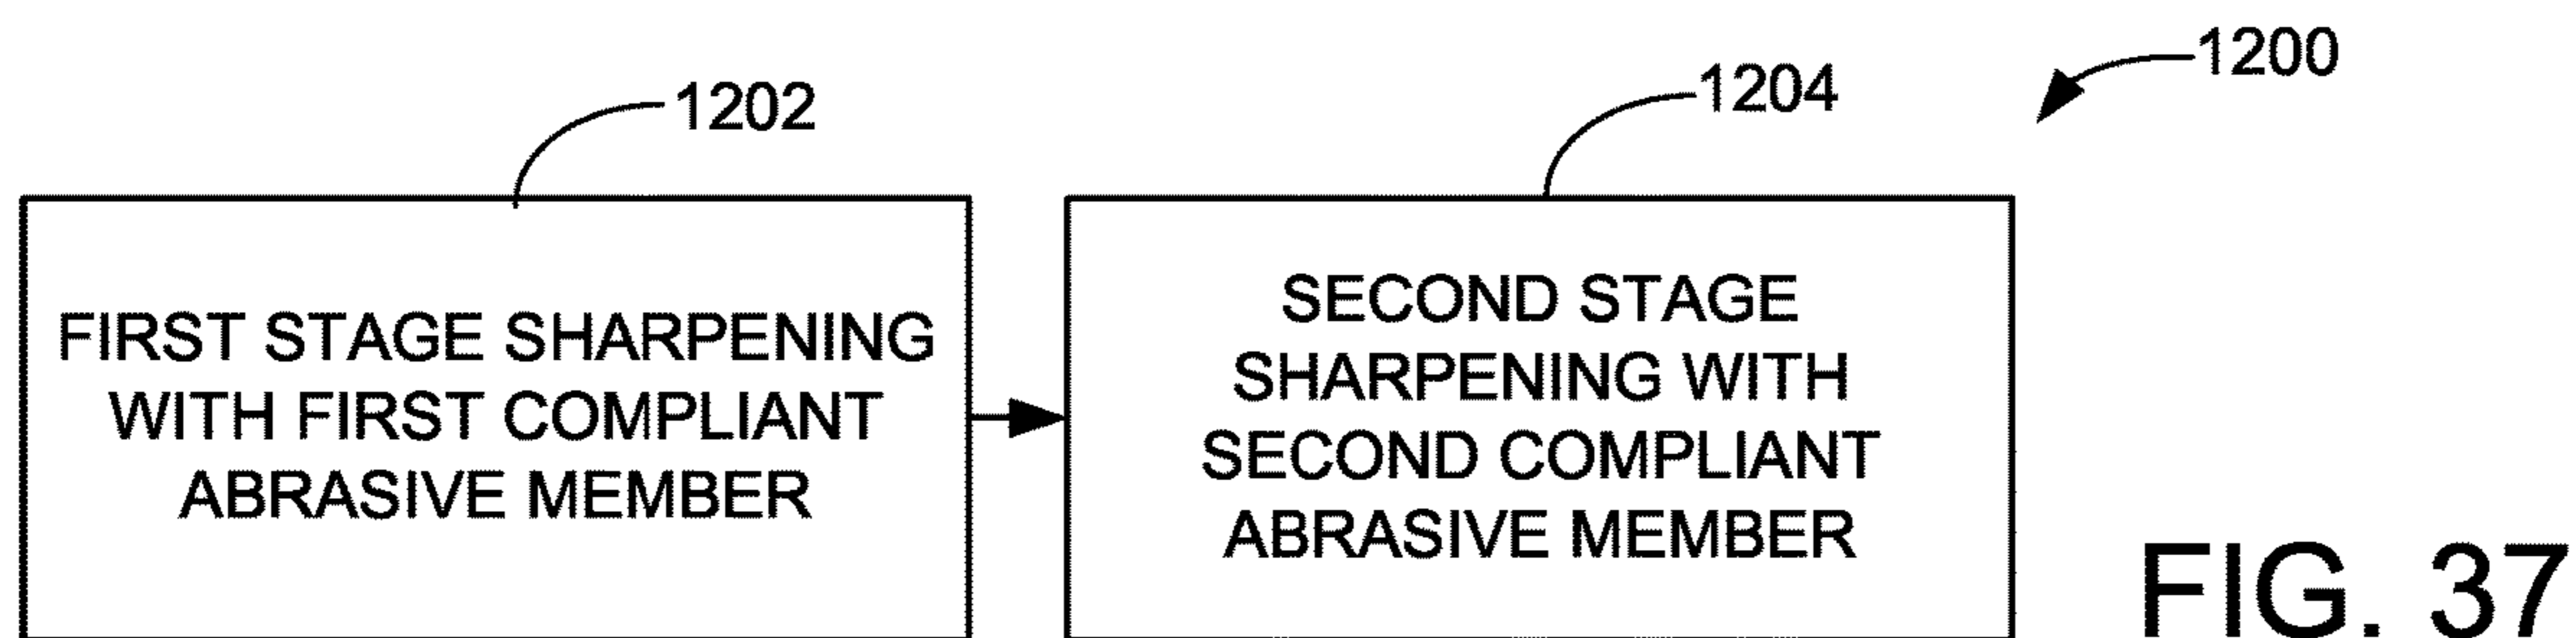 1200
1202
1204
FIRST STAGE SHARPENING
WITH FIRST COMPLIANT
ABRASIVE MEMBER
SECOND STAGE
SHARPENING WITH
SECOND COMPLIANT
ABRASIVE MEMBER
FIG. 37